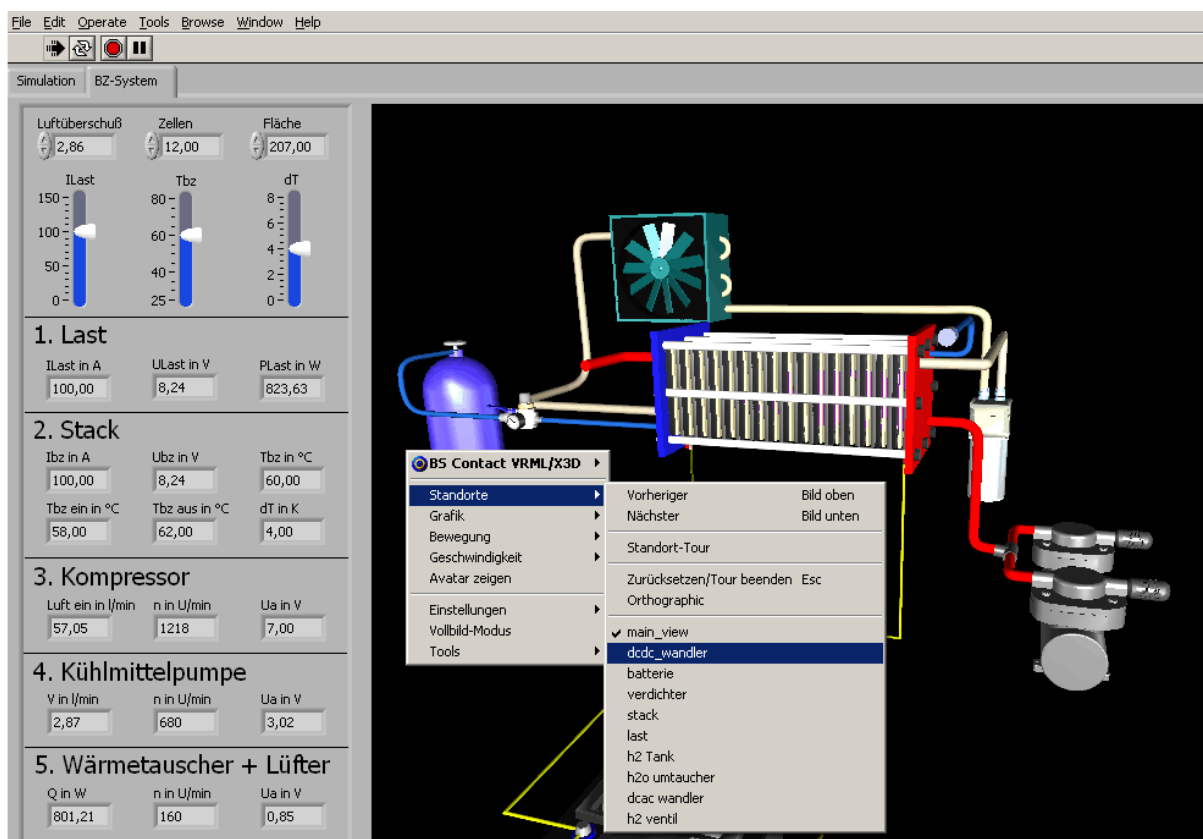 File Edit Operate Tools Browse Window Help
Simulation BZ-System
Luftüberschuß Zellen Fläche
2,86 12,00 207,00
ILast Tbz dT
150 80 8
100 60 6
50 40 4
0 25 2
0
1. Last
ILast in A ULast in V PLast in W
100,00 8,24 823,63
2. Stack
Ibz in A Ubz in V Tbz in °C
100,00 8,24 60,00
Tbz ein in °C Tbz aus in °C dT in K
58,00 62,00 4,00
3. Kompressor
Luft ein in l/min n in U/min Ua in V
57,05 1218 7,00
4. Kühlmittelpumpe
V in l/min n in U/min Ua in V
2,87 680 3,02
5. Wärmetauscher + Lüfter
Q in W n in U/min Ua in V
801,21 160 0,85
BS Contact VRML/X3D
Standorte
Grafik
Bewegung
Geschwindigkeit
Avatar zeigen
Einstellungen
Vollbild-Modus
Tools
Vorheriger Bild oben
Nächster Bild unten
Standort-Tour
Zurücksetzen/Tour beenden Esc
Orthographic
main_view
dcdc_wandler
batterie
verdichter
stack
last
h2 Tank
h2o umtaucher
dcac wandler
h2 ventil